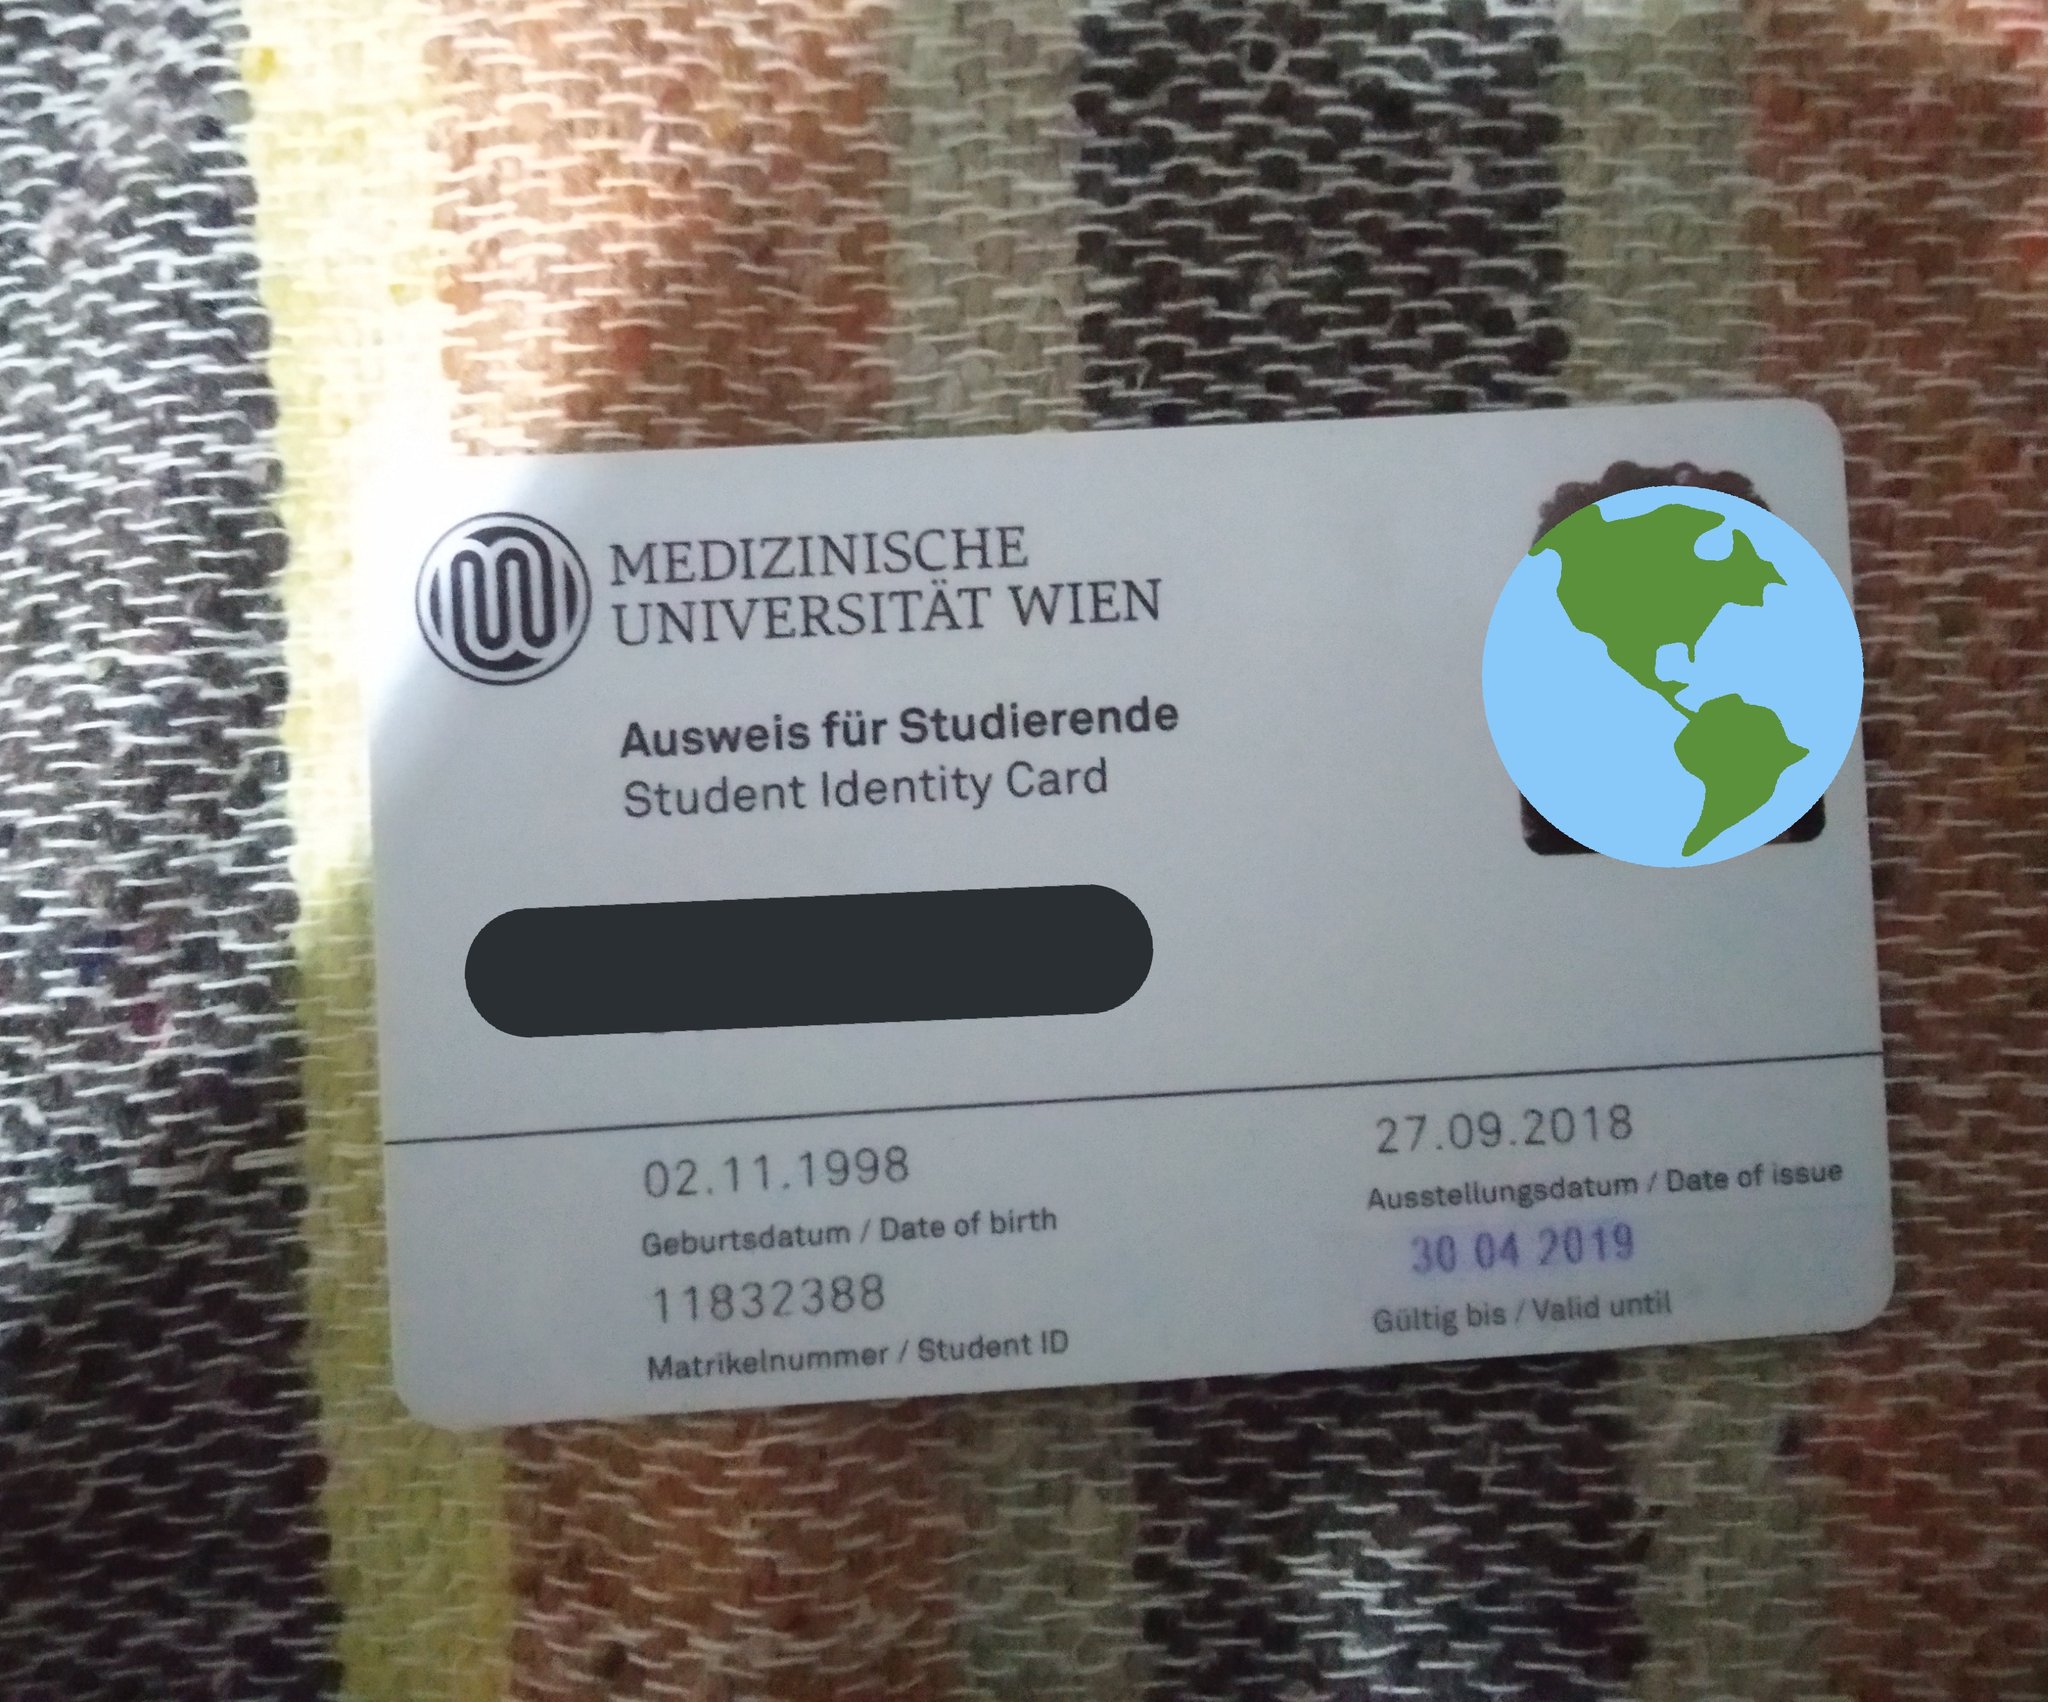 MEDIZINISCHE
UNIVERSITÄT WIEN
Ausweis für Studierende
Student Identity Card
02.11.1998
Geburtsdatum / Date of birth
11832388
Matrikelnummer / Student ID
27.09.2018
Ausstellungsdatum / Date of issue
30 04 2019
Gültig bis / Valid until